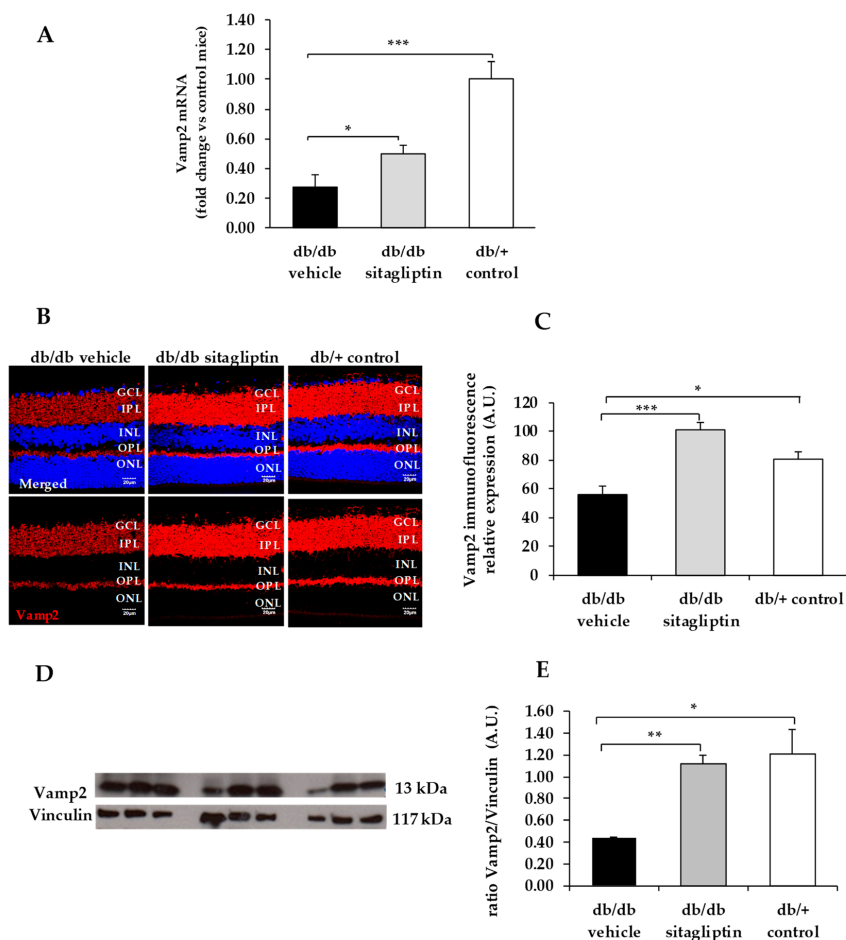 A
Vamp2 mRNA
(fold change vs control mice)
1.40
1.20
1.00
0.80
0.60
0.40
0.20
0.00
***
*
db/db
vehicle
db/db
sitagliptin
db/+
control
B
db/db vehicle
db/db sitagliptin
db/+ control
GCL
IPL
INL
OPL
ONL
Merged
20µm
GCL
IPL
INL
OPL
ONL
20µm
GCL
IPL
INL
OPL
ONL
20µm
GCL
IPL
INL
OPL
ONL
Vamp2
20µm
GCL
IPL
INL
OPL
ONL
20µm
GCL
IPL
INL
OPL
ONL
20µm
C
Vamp2 immunofluorescence
relative expression (A.U.)
120
100
80
60
40
20
0
*
***
db/db
vehicle
db/db
sitagliptin
db/+ control
D
Vamp2
13 kDa
Vinculin
117 kDa
E
ratio Vamp2/Vinculin (A.U.)
1.60
1.40
1.20
1.00
0.80
0.60
0.40
0.20
0.00
*
**
db/db
vehicle
db/db
sitagliptin
db/+
control